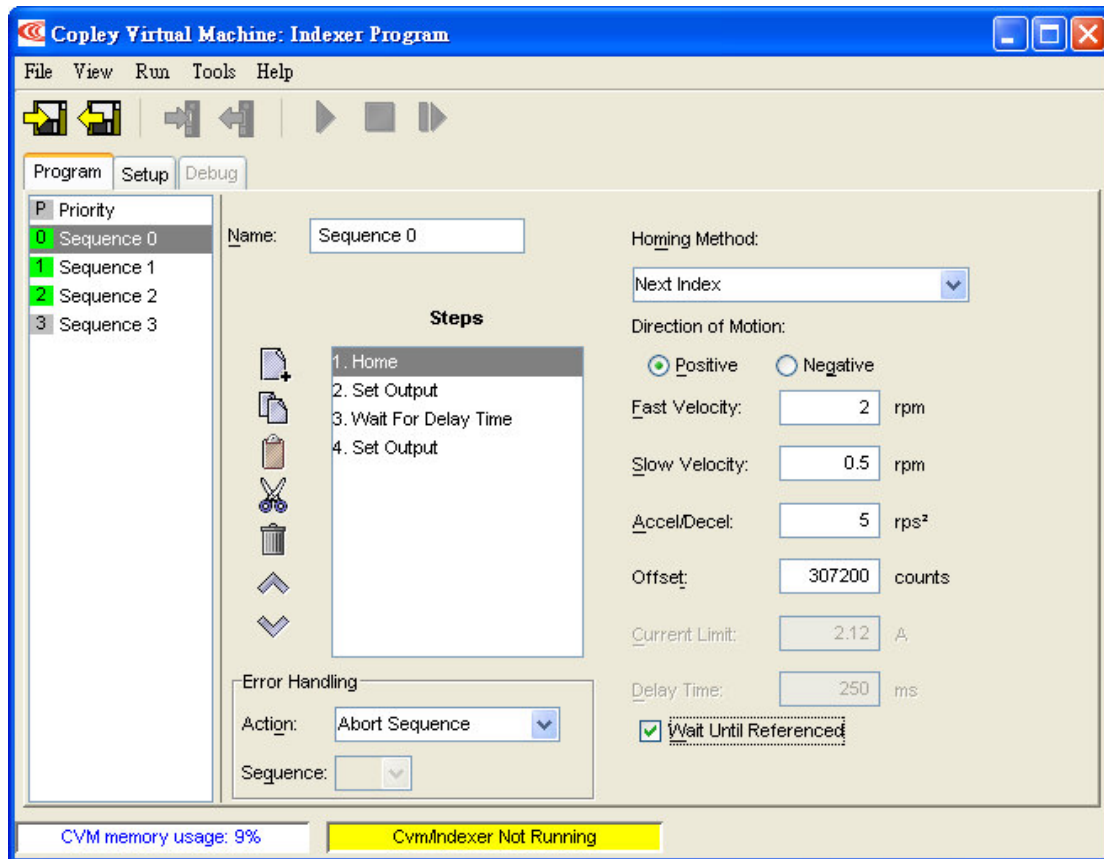 Copley Virtual Machine: Indexer Program
File View Run Tools Help
Program Setup Debug
P Priority
0 Sequence 0
1 Sequence 1
2 Sequence 2
3 Sequence 3
Name: Sequence 0
Steps
1. Home
2. Set Output
3. Wait For Delay Time
4. Set Output
Error Handling
Action: Abort Sequence
Sequence:
Homing Method:
Next Index
Direction of Motion:
Positive Negative
Fast Velocity: 2 rpm
Slow Velocity: 0.5 rpm
Accel/Decel: 5 rps²
Offset: 307200 counts
Current Limit: 2.12 A
Delay Time: 250 ms
Wait Until Referenced
CVM memory usage: 9% Cvm/Indexer Not Running